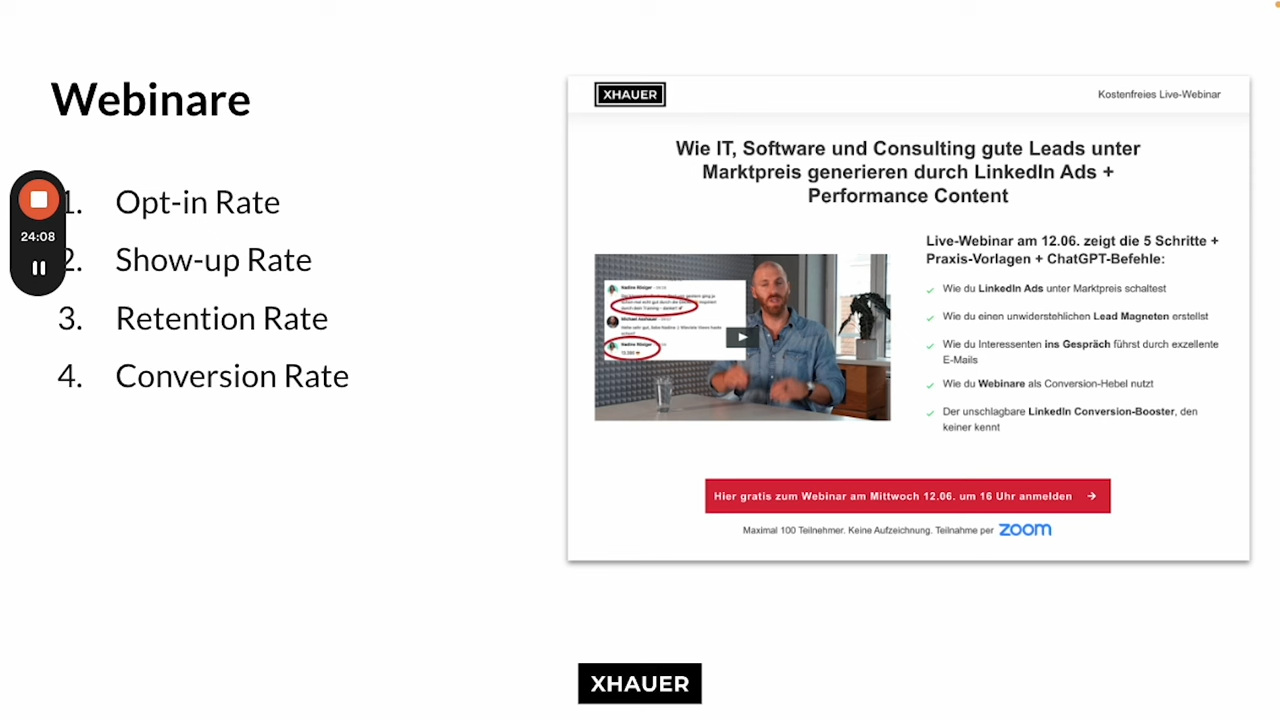 Webinare
1. Opt-in Rate
2. Show-up Rate
3. Retention Rate
4. Conversion Rate
24:08
XHAUER
Kostenfreies Live-Webinar
Wie IT, Software und Consulting gute Leads unter
Marktpreis generieren durch LinkedIn Ads +
Performance Content
Live-Webinar am 12.06. zeigt die 5 Schritte +
Praxis-Vorlagen + ChatGPT-Befehle:
Wie du LinkedIn Ads unter Marktpreis schaltest
Wie du einen unwiderstehlichen Lead Magneten erstellst
Wie du Interessenten ins Gespräch führst durch exzellente
E-Mails
Wie du Webinare als Conversion-Hebel nutzt
Der unschlagbare LinkedIn Conversion-Booster, den
keiner kennt
Hier gratis zum Webinar am Mittwoch 12.06. um 16 Uhr anmelden →
Maximal 100 Teilnehmer. Keine Aufzeichnung. Teilnahme per zoom
XHAUER